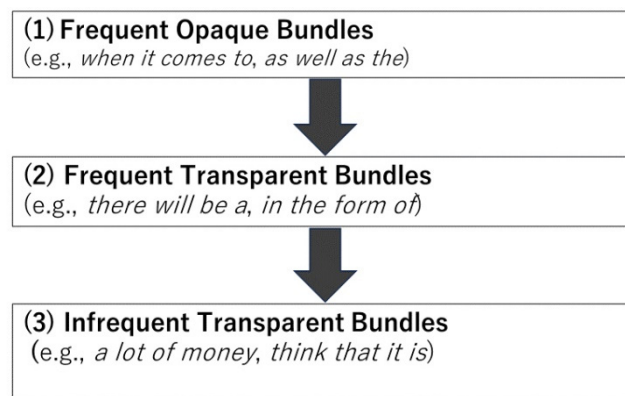 (1) Frequent Opaque Bundles
(e.g., when it comes to, as well as the)
(2) Frequent Transparent Bundles
(e.g., there will be a, in the form of)
(3) Infrequent Transparent Bundles
(e.g., a lot of money, think that it is)